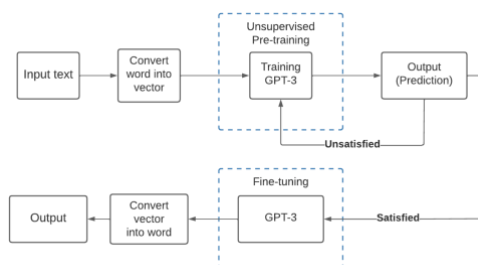 Unsupervised
Pre-training
Input text
Convert
word into
vector
Training
GPT-3
Output
(Prediction)
Unsatisfied
Fine-tuning
Output
Convert
vector
into word
GPT-3
Satisfied